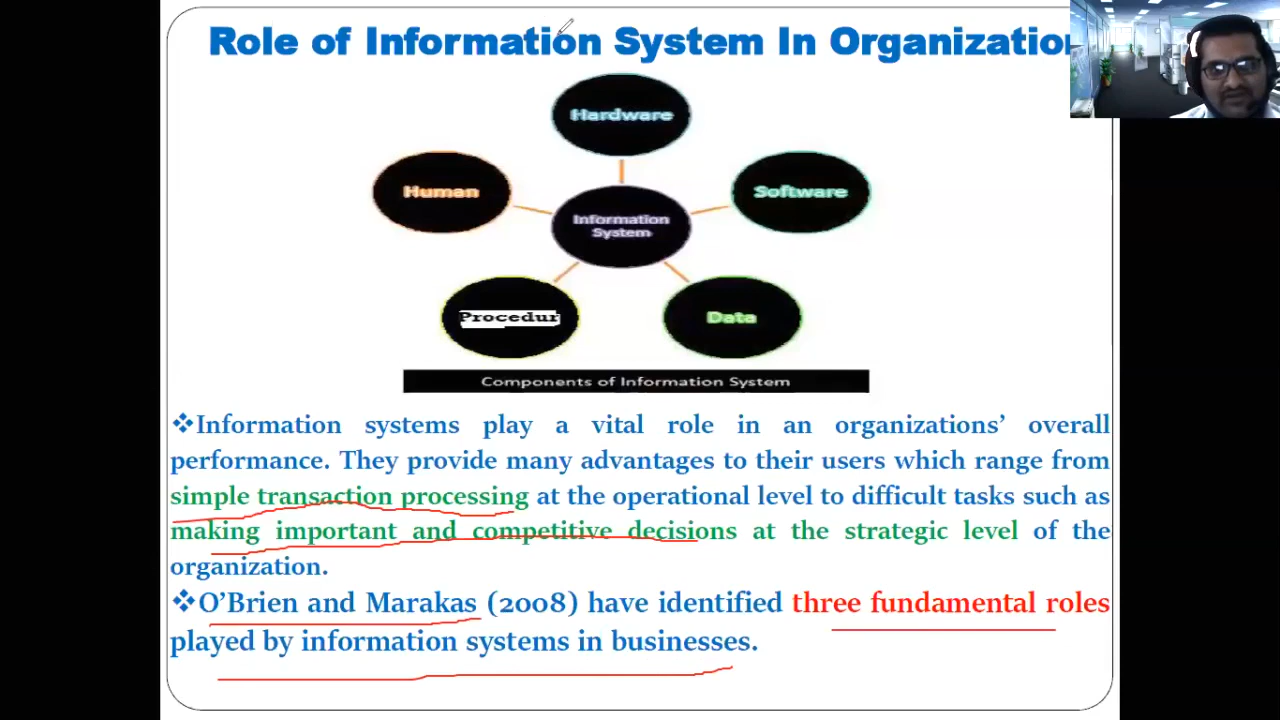 Role of Information System In Organization
Hardware
Human
Software
Information
System
Procedur
Data
Components of Information System
❖Information systems play a vital role in an organizations’ overall
performance. They provide many advantages to their users which range from
simple transaction processing at the operational level to difficult tasks such as
making important and competitive decisions at the strategic level of the
organization.
❖O’Brien and Marakas (2008) have identified three fundamental roles
played by information systems in businesses.